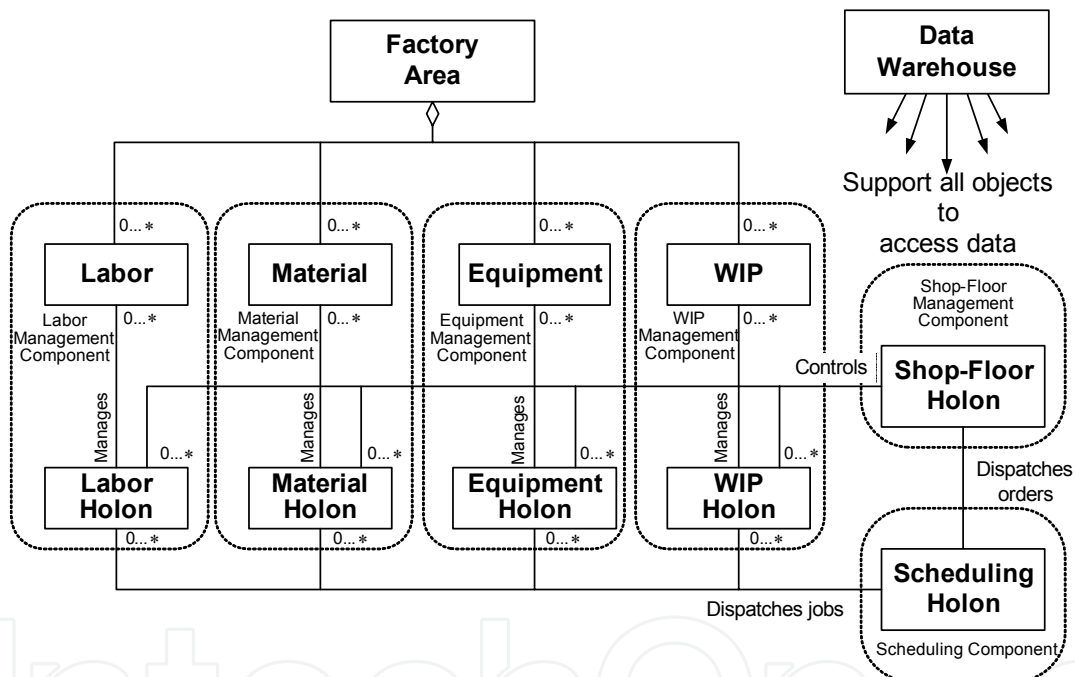 Factory
Area
Data
Warehouse
Support all objects
to
access data
0...*
0...*
0...*
0...*
Labor
Material
Equipment
WIP
Labor
Management
Component
0...*
Material
Management
Component
0...*
Equipment
Management
Component
0...*
WIP
Management
Component
0...*
Shop-Floor
Management
Component
Controls
Shop-Floor
Holon
Manages
Manages
Manages
Manages
0...*
0...*
0...*
0...*
Labor
Holon
Material
Holon
Equipment
Holon
WIP
Holon
Dispatches
orders
0...*
0...*
0...*
0...*
Dispatches jobs
Scheduling
Holon
Scheduling Component